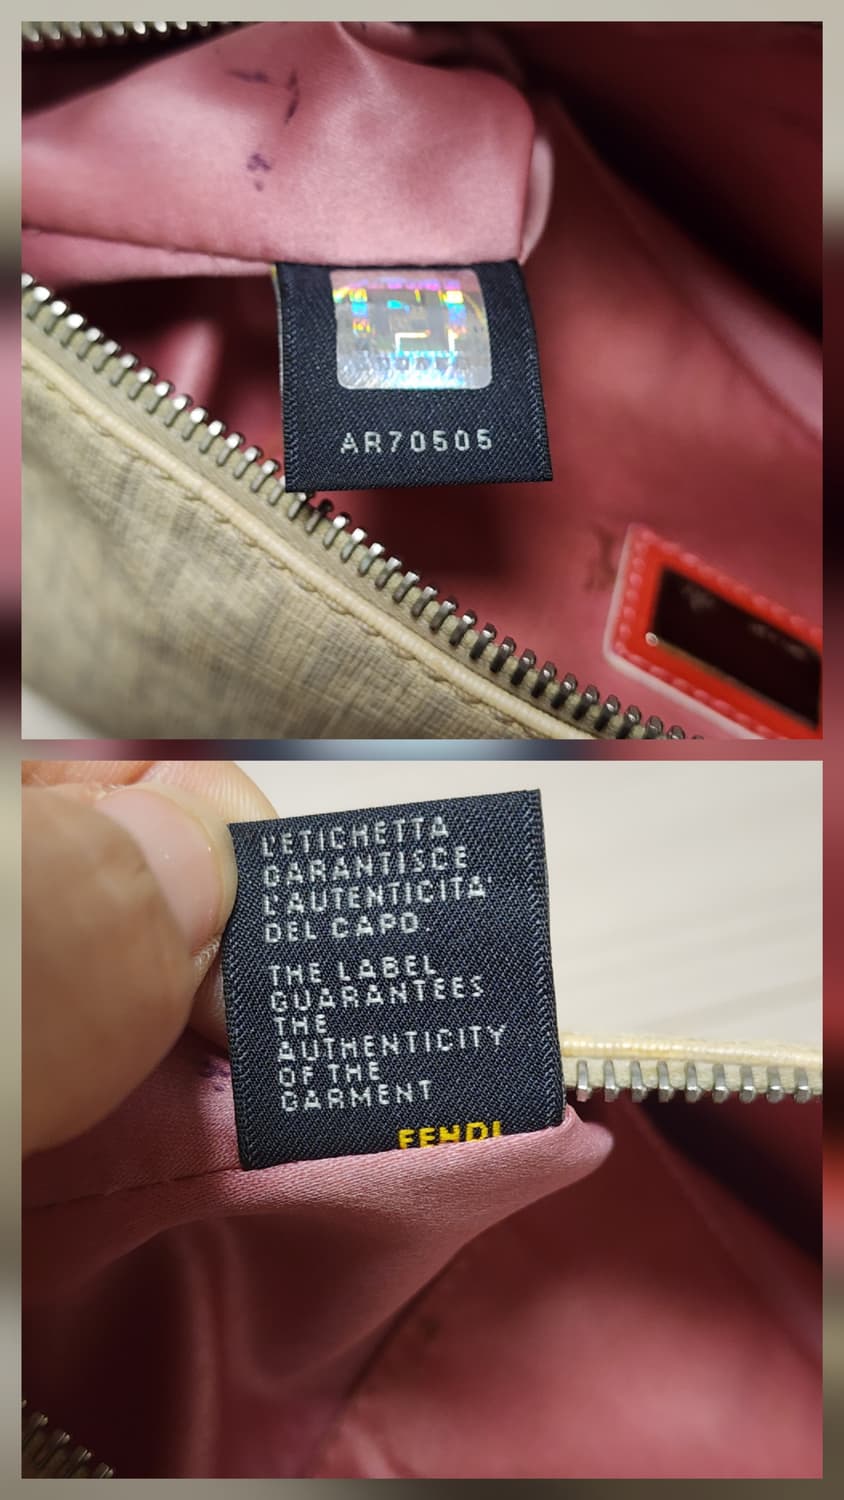 AR70505
L'ETICHETTA
GARANTISCE
L'AUTENTICITA'
DEL CAPO.
THE LABEL
GUARANTEES
THE
AUTHENTICITY
OF THE
GARMENT
FENDI